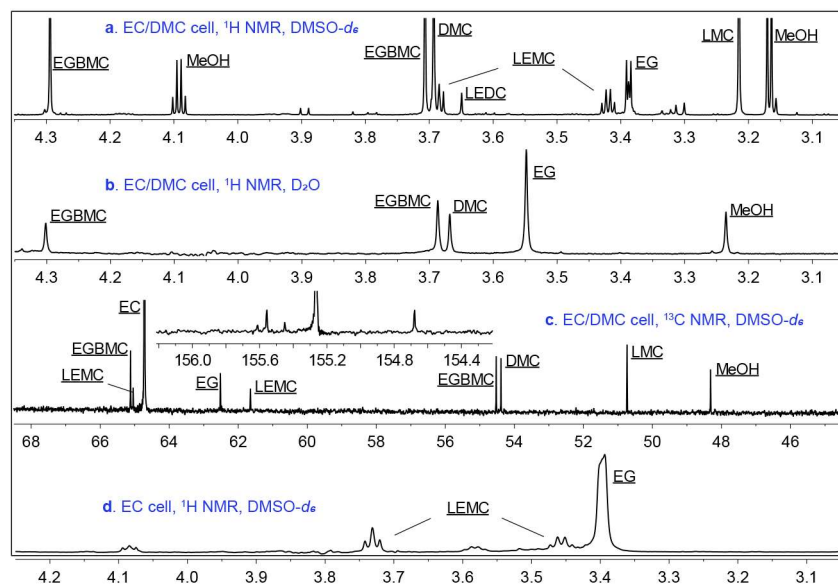 a. EC/DMC cell, ¹H NMR, DMSO-d₆
EGBMC
MeOH
EGBMC
DMC
LEMC
LEDC
EG
LMC
MeOH
4.3 4.2 4.1 4.0 3.9 3.8 3.7 3.6 3.5 3.4 3.3 3.2 3.1
b. EC/DMC cell, ¹H NMR, D₂O
EGBMC
EGBMC
DMC
EG
MeOH
4.3 4.2 4.1 4.0 3.9 3.8 3.7 3.6 3.5 3.4 3.3 3.2 3.1
EC
EGBMC
LEMC
156.0 155.6 155.2 154.8 154.4
c. EC/DMC cell, ¹³C NMR, DMSO-d₆
EG
LEMC
EGBMC
DMC
LMC
MeOH
68 66 64 62 60 58 56 54 52 50 48 46
d. EC cell, ¹H NMR, DMSO-d₆
LEMC
EG
4.2 4.1 4.0 3.9 3.8 3.7 3.6 3.5 3.4 3.3 3.2 3.1